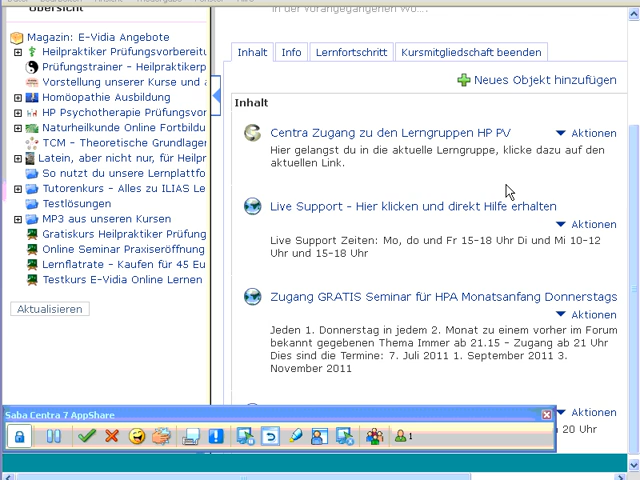 Übersicht
Magazin: E-Vidia Angebote
Heilpraktiker Prüfungsvorbereitu
Prüfungstrainer - Heilpraktikerp
Vorstellung unserer Kurse und a
Homöopathie Ausbildung
HP Psychotherapie Prüfungsvor
Naturheilkunde Online Fortbildu
TCM - Theoretische Grundlager
Latein, aber nicht nur, für Heilpr
So nutzt du unsere Lernplattfo
Tutorenkurs - Alles zu ILIAS Le
Testlösungen
MP3 aus unseren Kursen
Gratiskurs Heilpraktiker Prüfung
Online Seminar Praxiseröffnung
Lernflatrate - Kaufen für 45 Eu
Testkurs E-Vidia Online Lernen
Aktualisieren
in der vorangegangenen Wo....
Inhalt Info Lernfortschritt Kursmitgliedschaft beenden
Neues Objekt hinzufügen
Inhalt
Centra Zugang zu den Lerngruppen HP PV Aktionen
Hier gelangst du in die aktuelle Lerngruppe, klicke dazu auf den
aktuellen Link.
Live Support - Hier klicken und direkt Hilfe erhalten
Aktionen
Live Support Zeiten: Mo, do und Fr 15-18 Uhr Di und Mi 10-12
Uhr und 15-18 Uhr
Zugang GRATIS Seminar für HPA Monatsanfang Donnerstags
Aktionen
Jeden 1. Donnerstag in jedem 2. Monat zu einem vorher im Forum
bekannt gegebenen Thema Immer ab 21.15 - Zugang ab 21 Uhr
Dies sind die Termine: 7. Juli 2011 1. September 2011 3.
November 2011
Aktionen
20 Uhr
Saba Centra 7 AppShare
1